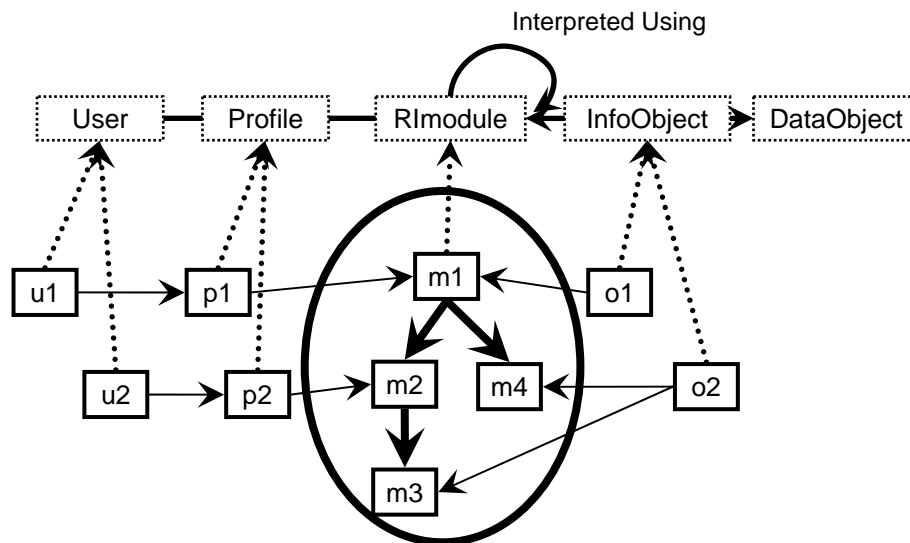 Interpreted Using
User Profile RImodule InfoObject DataObject
u1 p1 m1 o1
u2 p2 m2 m4 o2
m3